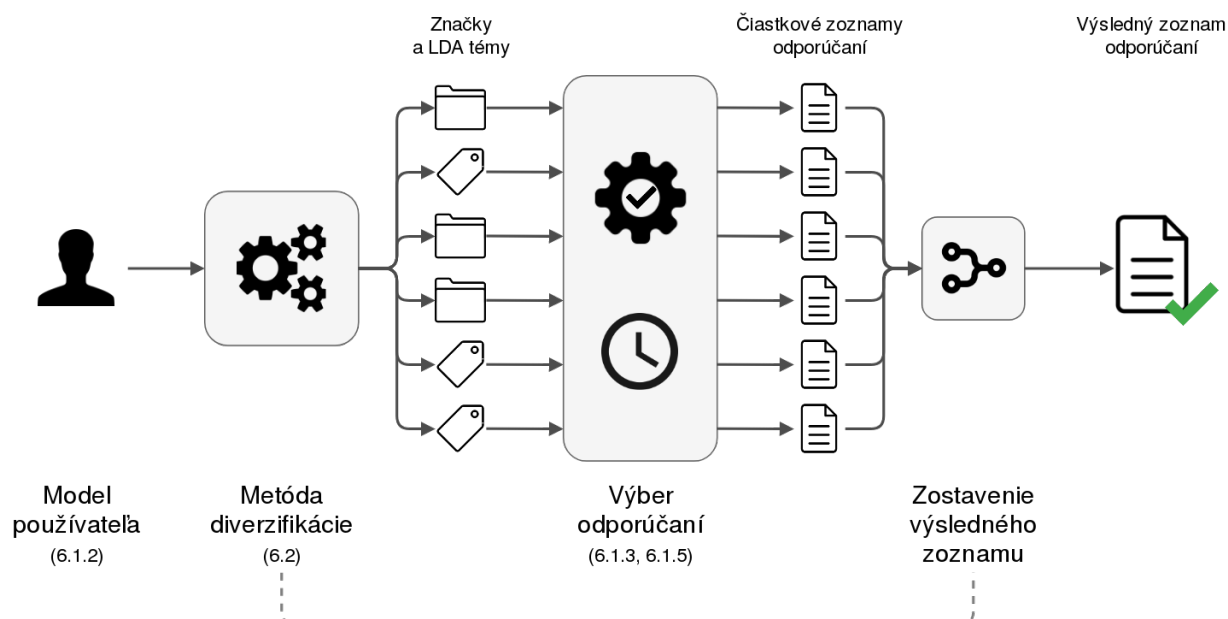 Značky
a LDA témy
Čiastkové zoznamy
odporúčaní
Výsledný zoznam
odporúčaní
Model
používateľa
(6.1.2)
Metóda
diverzifikácie
(6.2)
Výber
odporúčaní
(6.1.3, 6.1.5)
Zostavenie
výsledného
zoznamu